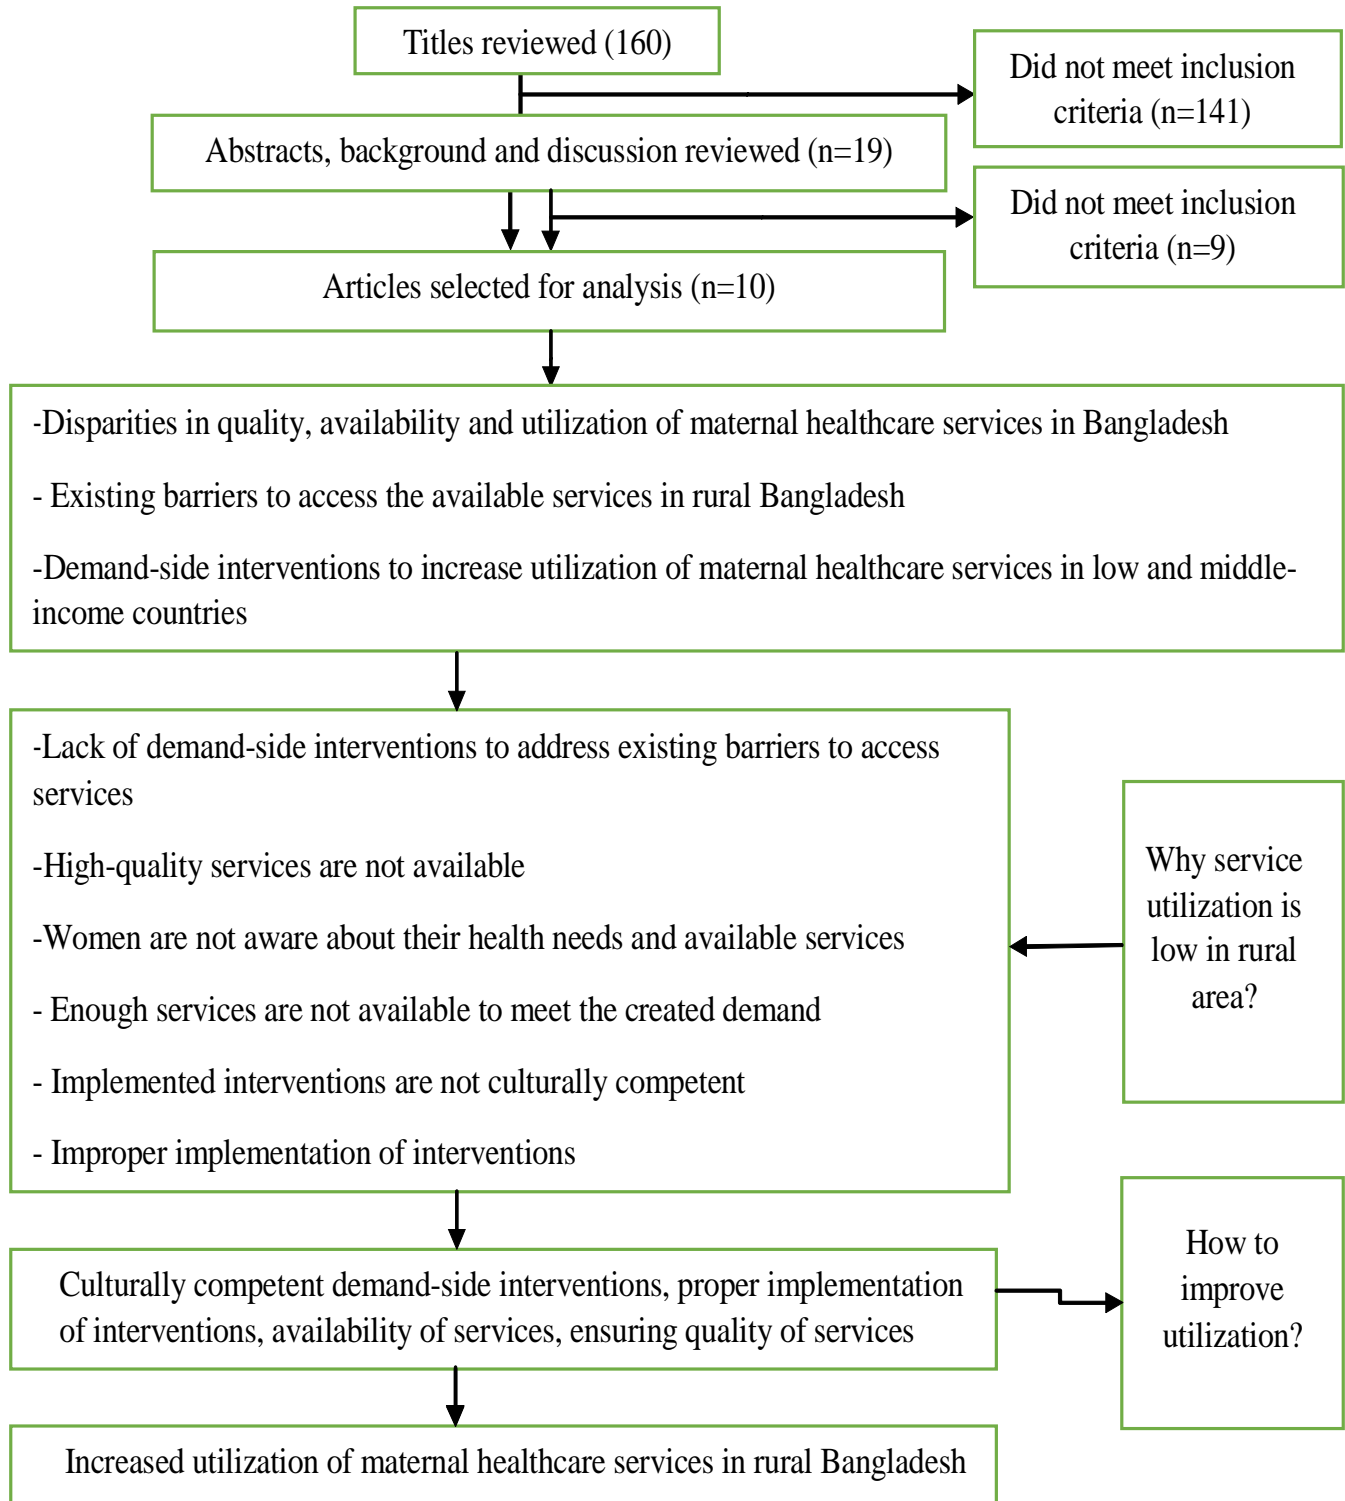 Titles reviewed (160)
Did not meet inclusion
criteria (n=141)
Abstracts, background and discussion reviewed (n=19)
Did not meet inclusion
criteria (n=9)
Articles selected for analysis (n=10)
-Disparities in quality, availability and utilization of maternal healthcare services in Bangladesh
- Existing barriers to access the available services in rural Bangladesh
-Demand-side interventions to increase utilization of maternal healthcare services in low and middle-
income countries
-Lack of demand-side interventions to address existing barriers to access
services
-High-quality services are not available
-Women are not aware about their health needs and available services
- Enough services are not available to meet the created demand
- Implemented interventions are not culturally competent
- Improper implementation of interventions
Why service
utilization is
low in rural
area?
Culturally competent demand-side interventions, proper implementation
of interventions, availability of services, ensuring quality of services
How to
improve
utilization?
Increased utilization of maternal healthcare services in rural Bangladesh